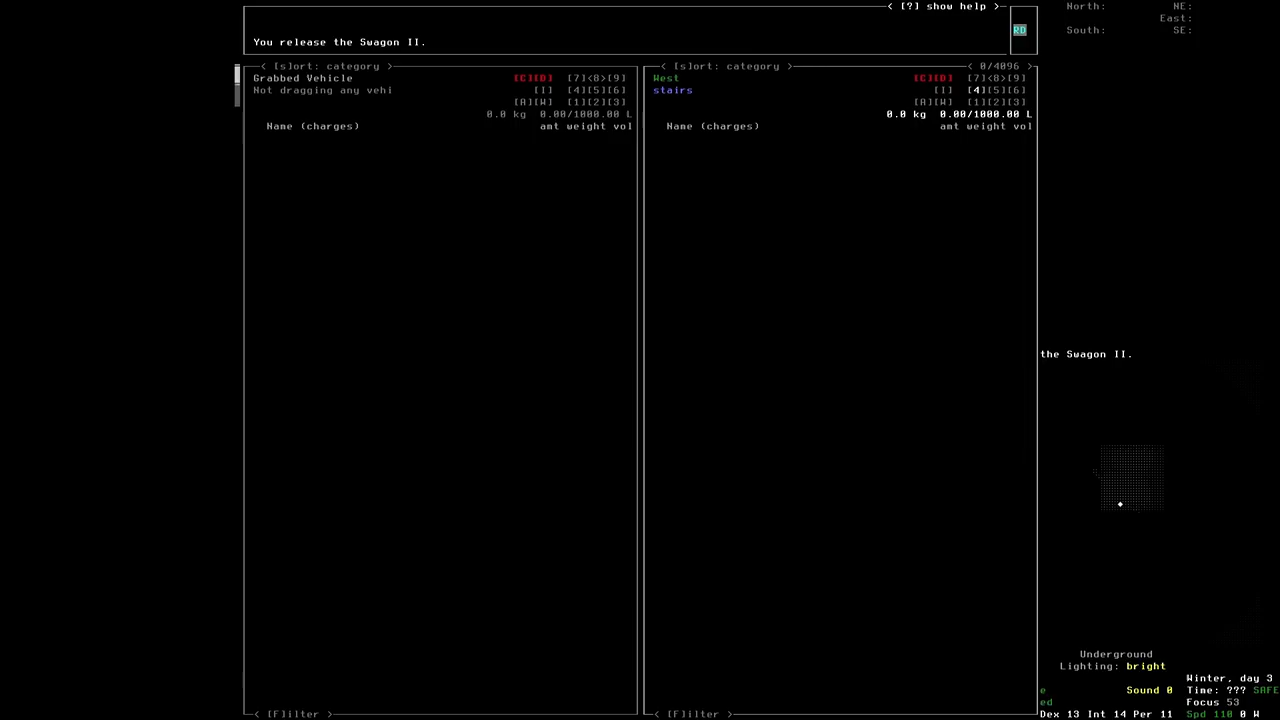 < [?] show help >
You release the Swagon II.
RD
North: NE:
East:
South: SE:
< [s]ort: category >
Grabbed Vehicle [C][D] [7]<8>[9]
Not dragging any vehi [I] [4][5][6]
[A][W] [1][2][3]
0.0 kg 0.00/1000.00 L
Name (charges) amt weight vol
< [F]ilter >
< [s]ort: category > < 0/4096 >
West [C][D] [7]<8>[9]
stairs [I] [4][5][6]
[A][W] [1][2][3]
0.0 kg 0.00/1000.00 L
Name (charges) amt weight vol
< [F]ilter >
the Swagon II.
Underground
Lighting: bright
Winter, day 3
e Sound 0 Time: ??? SAFE
ed Focus 53
Dex 13 Int 14 Per 11 Spd 110 0 W